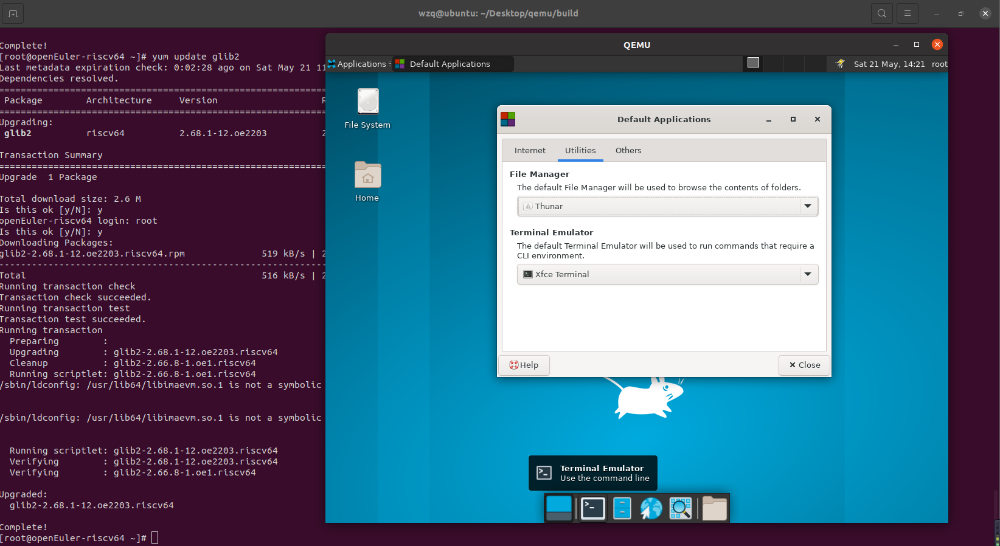 wzq@ubuntu: ~/Desktop/qemu/build
Complete!
[root@openEuler-riscv64 ~]# yum update glib2
Last metadata expiration check: 0:02:28 ago on Sat May 21 11
Dependencies resolved.
================================================================
Package Architecture Version R
================================================================
Upgrading:
glib2 riscv64 2.68.1-12.oe2203 2
Transaction Summary
================================================================
Upgrade 1 Package
Total download size: 2.6 M
Is this ok [y/N]: y
openEuler-riscv64 login: root
Is this ok [y/N]: y
Downloading Packages:
glib2-2.68.1-12.oe2203.riscv64.rpm 519 kB/s | 2
----------------------------------------------------------------
Total 516 kB/s | 2
Running transaction check
Transaction check succeeded.
Running transaction test
Transaction test succeeded.
Running transaction
Preparing :
Upgrading : glib2-2.68.1-12.oe2203.riscv64
Cleanup : glib2-2.66.8-1.oe1.riscv64
Running scriptlet: glib2-2.66.8-1.oe1.riscv64
/sbin/ldconfig: /usr/lib64/libimaevm.so.1 is not a symbolic
/sbin/ldconfig: /usr/lib64/libimaevm.so.1 is not a symbolic
Running scriptlet: glib2-2.68.1-12.oe2203.riscv64
Verifying : glib2-2.68.1-12.oe2203.riscv64
Verifying : glib2-2.66.8-1.oe1.riscv64
Upgraded:
glib2-2.68.1-12.oe2203.riscv64
Complete!
[root@openEuler-riscv64 ~]#
QEMU
Applications Default Applications Sat 21 May, 14:21 root
File System
Home
Default Applications
Internet Utilities Others
File Manager
The default File Manager will be used to browse the contents of folders.
Thunar
Terminal Emulator
The default Terminal Emulator will be used to run commands that require a
CLI environment.
Xfce Terminal
Help Close
Terminal Emulator
Use the command line